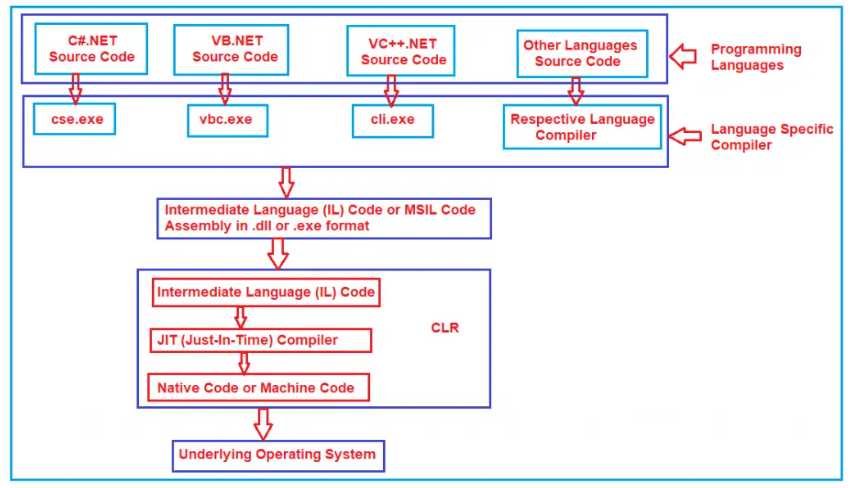 C#.NET
Source Code
VB.NET
Source Code
VC++.NET
Source Code
Other Languages
Source Code
Programming
Languages
cse.exe
vbc.exe
cli.exe
Respective Language
Compiler
Language Specific
Compiler
Intermediate Language (IL) Code or MSIL Code
Assembly in .dll or .exe format
Intermediate Language (IL) Code
JIT (Just-In-Time) Compiler
CLR
Native Code or Machine Code
Underlying Operating System